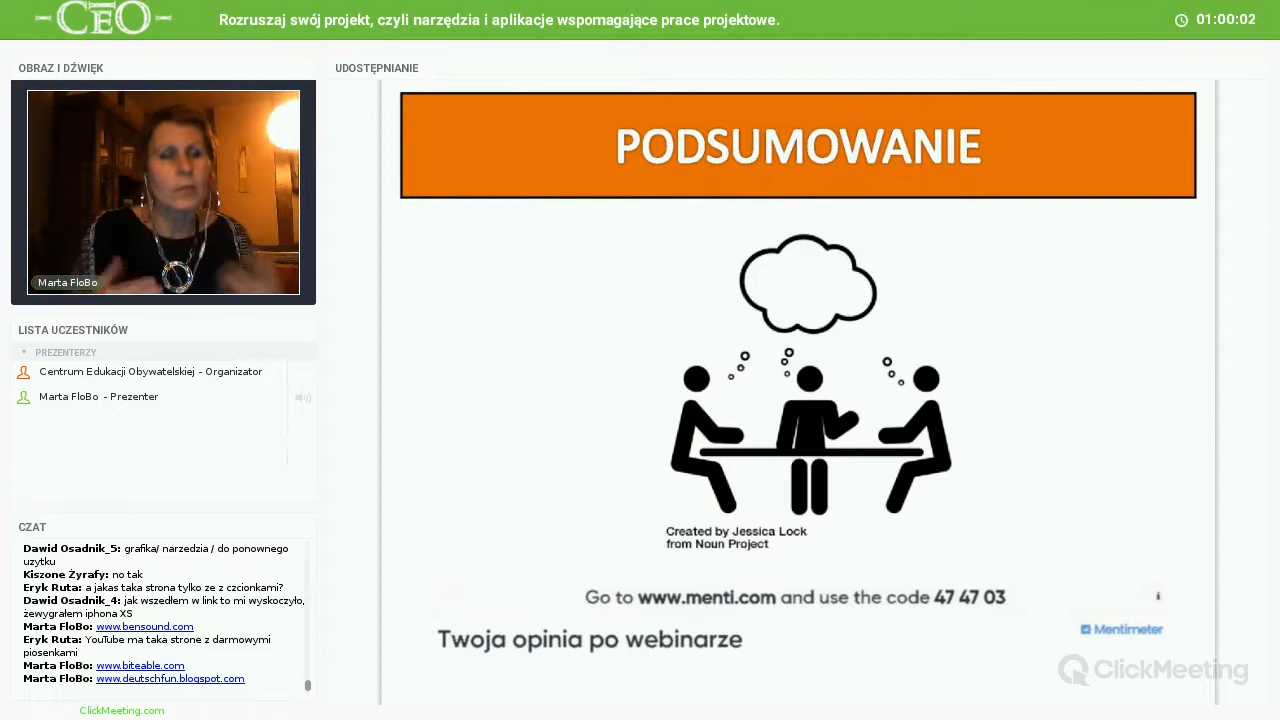 CEO
Rozruszaj swój projekt, czyli narzędzia i aplikacje wspomagające prace projektowe.
01:00:02
OBRAZ I DŹWIĘK
Marta FloBo
LISTA UCZESTNIKÓW
PREZENTERZY
Centrum Edukacji Obywatelskiej - Organizator
Marta FloBo - Prezenter
CZAT
Dawid Osadnik_5: grafika/ narzedzia / do ponownego
uzytku
Kiszone Żyrafy: no tak
Eryk Ruta: a jakas taka strona tylko ze z czcionkami?
Dawid Osadnik_4: jak wszedłem w link to mi wyskoczyło,
żewygrałem iphona XS
Marta FloBo: www.bensound.com
Eryk Ruta: YouTube ma taka strone z darmowymi
piosenkami
Marta FloBo: www.biteable.com
Marta FloBo: www.deutschfun.blogspot.com
ClickMeeting.com
UDOSTĘPNIANIE
PODSUMOWANIE
Created by Jessica Lock
from Noun Project
Go to www.menti.com and use the code 47 47 03
Mentimeter
Twoja opinia po webinarze
ClickMeeting